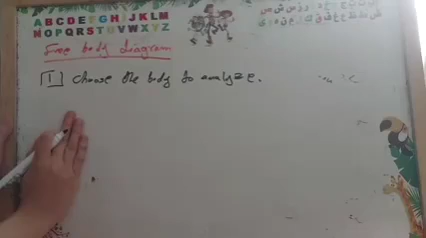 ABCDEFGHIJKLM
NOPQRSTUVWXYZ
Free body diagram
1 choose the body to analyze.